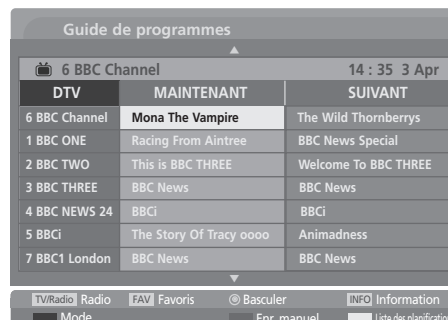 Guide de programmes
6 BBC Channel 14 : 35 3 Apr
DTV MAINTENANT SUIVANT
6 BBC Channel Mona The Vampire The Wild Thornberrys
1 BBC ONE Racing From Aintree BBC News Special
2 BBC TWO This is BBC THREE Welcome To BBC THREE
3 BBC THREE BBC News BBC News
4 BBC NEWS 24 BBCi BBCi
5 BBCi The Story Of Tracy oooo Animadness
7 BBC1 London BBC News BBC News
TV/Radio Radio FAV Favoris Basculer INFO Information
Mode Enr. manuel Liste des planification